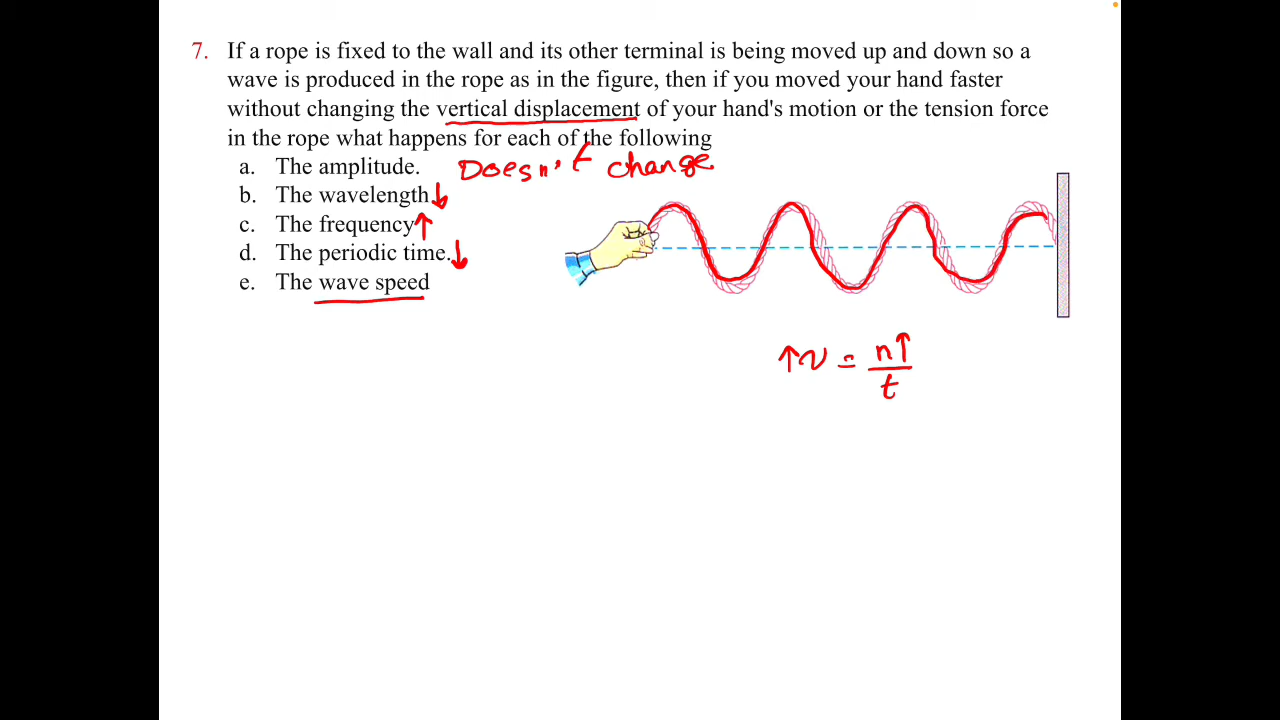 7. If a rope is fixed to the wall and its other terminal is being moved up and down so a
wave is produced in the rope as in the figure, then if you moved your hand faster
without changing the vertical displacement of your hand's motion or the tension force
in the rope what happens for each of the following
a. The amplitude. Doesn't change
b. The wavelength. ↓
c. The frequency ↑
d. The periodic time. ↓
e. The wave speed
↑ν = n↑
t